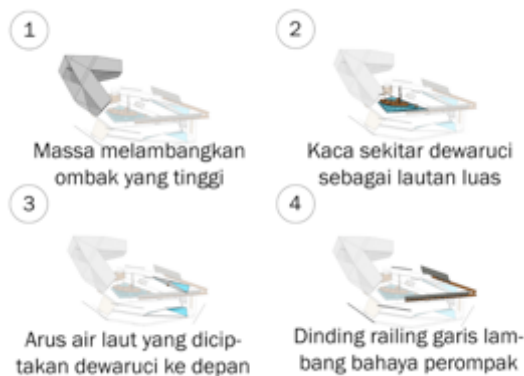 1
Massa melambangkan
ombak yang tinggi
2
Kaca sekitar dewaruci
sebagai lautan luas
3
Arus air laut yang dicip-
takan dewaruci ke depan
4
Dinding railing garis lam-
bang bahaya perompak